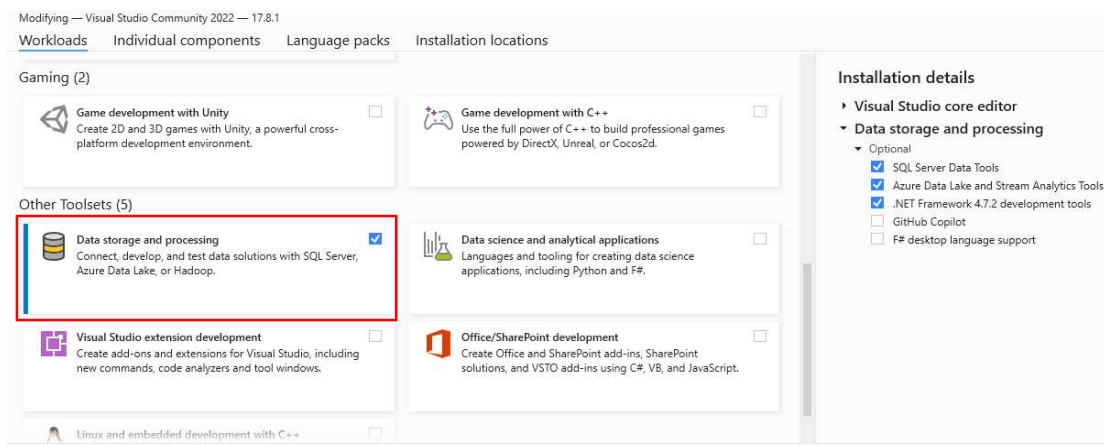 Modifying — Visual Studio Community 2022 — 17.8.1
Workloads Individual components Language packs Installation locations
Gaming (2)
Game development with Unity
Create 2D and 3D games with Unity, a powerful cross-
platform development environment.
Game development with C++
Use the full power of C++ to build professional games
powered by DirectX, Unreal, or Cocos2d.
Other Toolsets (5)
Data storage and processing
Connect, develop, and test data solutions with SQL Server,
Azure Data Lake, or Hadoop.
Data science and analytical applications
Languages and tooling for creating data science
applications, including Python and F#.
Visual Studio extension development
Create add-ons and extensions for Visual Studio, including
new commands, code analyzers and tool windows.
Office/SharePoint development
Create Office and SharePoint add-ins, SharePoint
solutions, and VSTO add-ins using C#, VB, and JavaScript.
Linux and embedded development with C++
Installation details
Visual Studio core editor
Data storage and processing
Optional
SQL Server Data Tools
Azure Data Lake and Stream Analytics Tools
.NET Framework 4.7.2 development tools
GitHub Copilot
F# desktop language support